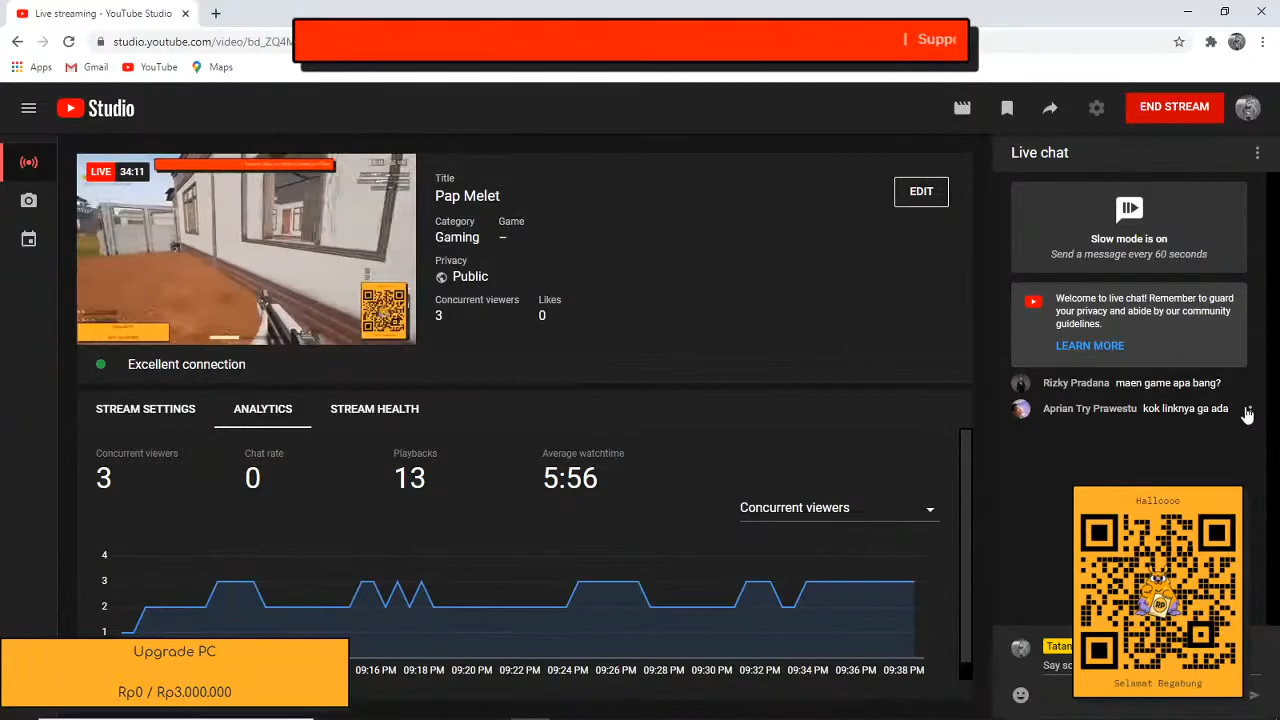 Live streaming - YouTube Studio
studio.youtube.com/video/bd_ZQ4M
| Suppo
Apps
Gmail
YouTube
Maps
Studio
END STREAM
LIVE 34:11
Title
Pap Melet
EDIT
Category
Game
Gaming
–
Privacy
Public
Concurrent viewers
Likes
3
0
Excellent connection
STREAM SETTINGS
ANALYTICS
STREAM HEALTH
Concurrent viewers
Chat rate
Playbacks
Average watchtime
3
0
13
5:56
Concurrent viewers
4
3
2
1
09:16 PM
09:18 PM
09:20 PM
09:22 PM
09:24 PM
09:26 PM
09:28 PM
09:30 PM
09:32 PM
09:34 PM
09:36 PM
09:38 PM
Upgrade PC
Rp0 / Rp3.000.000
Live chat
Slow mode is on
Send a message every 60 seconds
Welcome to live chat! Remember to guard
your privacy and abide by our community
guidelines.
LEARN MORE
Rizky Pradana maen game apa bang?
Aprian Try Prawestu kok linknya ga ada
Halloooo
RP
Selamat Begabung
Tatan
Say so